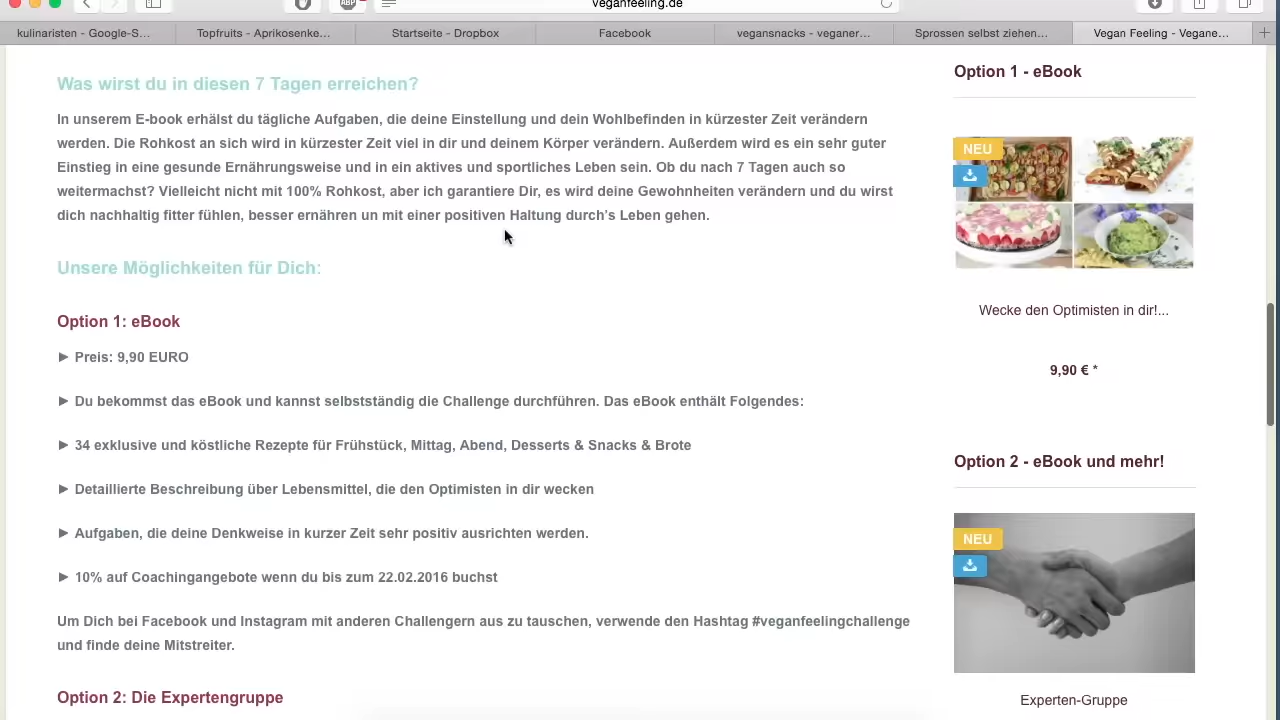 veganfeeling.de
kulinaristen - Google-S...
Topfruits - Aprikosenke...
Startseite - Dropbox
Facebook
vegansnacks - veganer...
Sprossen selbst ziehen...
Vegan Feeling - Vegane...
Was wirst du in diesen 7 Tagen erreichen?
In unserem E-book erhälst du tägliche Aufgaben, die deine Einstellung und dein Wohlbefinden in kürzester Zeit verändern
werden. Die Rohkost an sich wird in kürzester Zeit viel in dir und deinem Körper verändern. Außerdem wird es ein sehr guter
Einstieg in eine gesunde Ernährungsweise und in ein aktives und sportliches Leben sein. Ob du nach 7 Tagen auch so
weitermachst? Vielleicht nicht mit 100% Rohkost, aber ich garantiere Dir, es wird deine Gewohnheiten verändern und du wirst
dich nachhaltig fitter fühlen, besser ernähren un mit einer positiven Haltung durch's Leben gehen.
Unsere Möglichkeiten für Dich:
Option 1: eBook
► Preis: 9,90 EURO
► Du bekommst das eBook und kannst selbstständig die Challenge durchführen. Das eBook enthält Folgendes:
► 34 exklusive und köstliche Rezepte für Frühstück, Mittag, Abend, Desserts & Snacks & Brote
► Detaillierte Beschreibung über Lebensmittel, die den Optimisten in dir wecken
► Aufgaben, die deine Denkweise in kurzer Zeit sehr positiv ausrichten werden.
► 10% auf Coachingangebote wenn du bis zum 22.02.2016 buchst
Um Dich bei Facebook und Instagram mit anderen Challengern aus zu tauschen, verwende den Hashtag #veganfeelingchallenge
und finde deine Mitstreiter.
Option 2: Die Expertengruppe
Option 1 - eBook
NEU
Wecke den Optimisten in dir!...
9,90 € *
Option 2 - eBook und mehr!
NEU
Experten-Gruppe